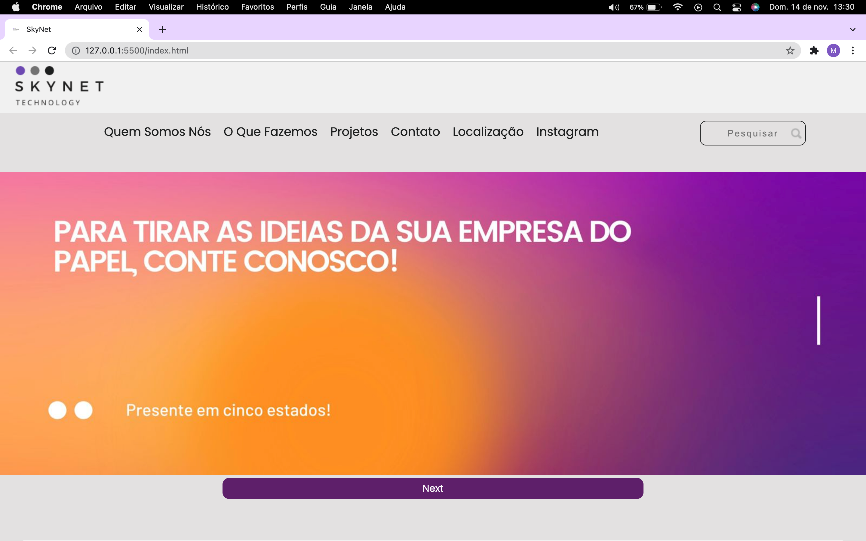 Chrome Arquivo Editar Visualizar Histórico Favoritos Perfis Guia Janela Ajuda 67% Dom. 14 de nov. 13:30
SkyNet
127.0.0.1:5500/index.html
M
SKYNET
TECHNOLOGY
Quem Somos Nós O Que Fazemos Projetos Contato Localização Instagram Pesquisar
PARA TIRAR AS IDEIAS DA SUA EMPRESA DO
PAPEL, CONTE CONOSCO!
Presente em cinco estados!
Next